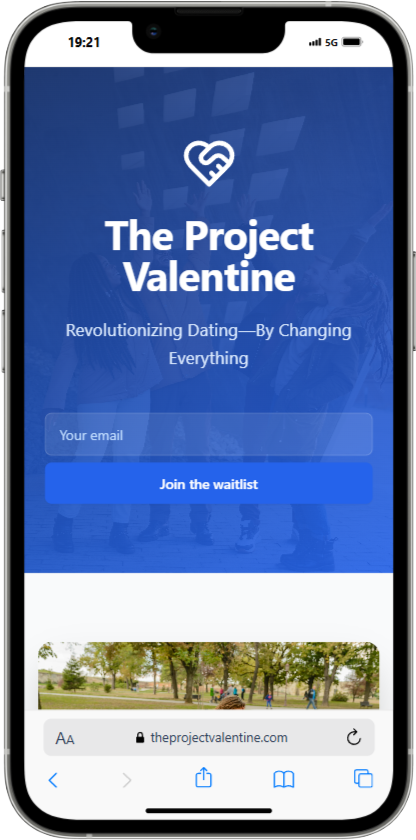 19:21
5G
The Project
Valentine
Revolutionizing Dating—By Changing
Everything
Your email
Join the waitlist
AA theprojectvalentine.com